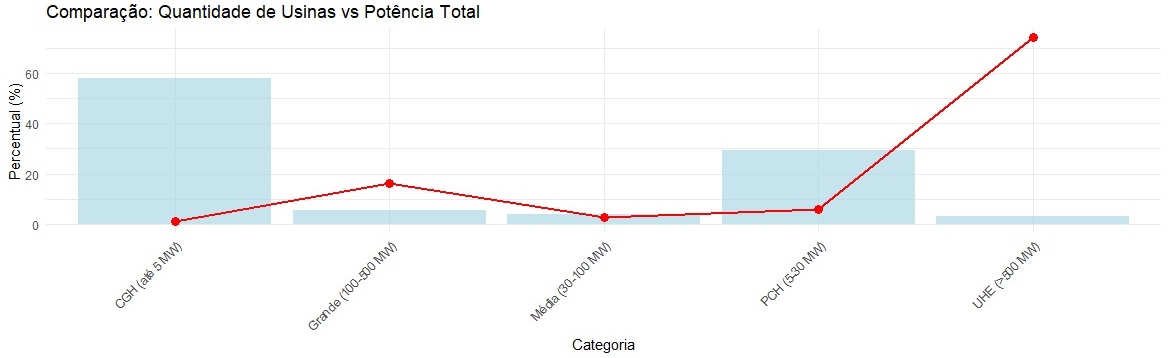 Comparação: Quantidade de Usinas vs Potência Total
Percentual (%)
60
40
20
0
CGH (até 5 MW)
Grande (100-500 MW)
Média (30-100 MW)
PCH (5-30 MW)
UHE (>500 MW)
Categoria